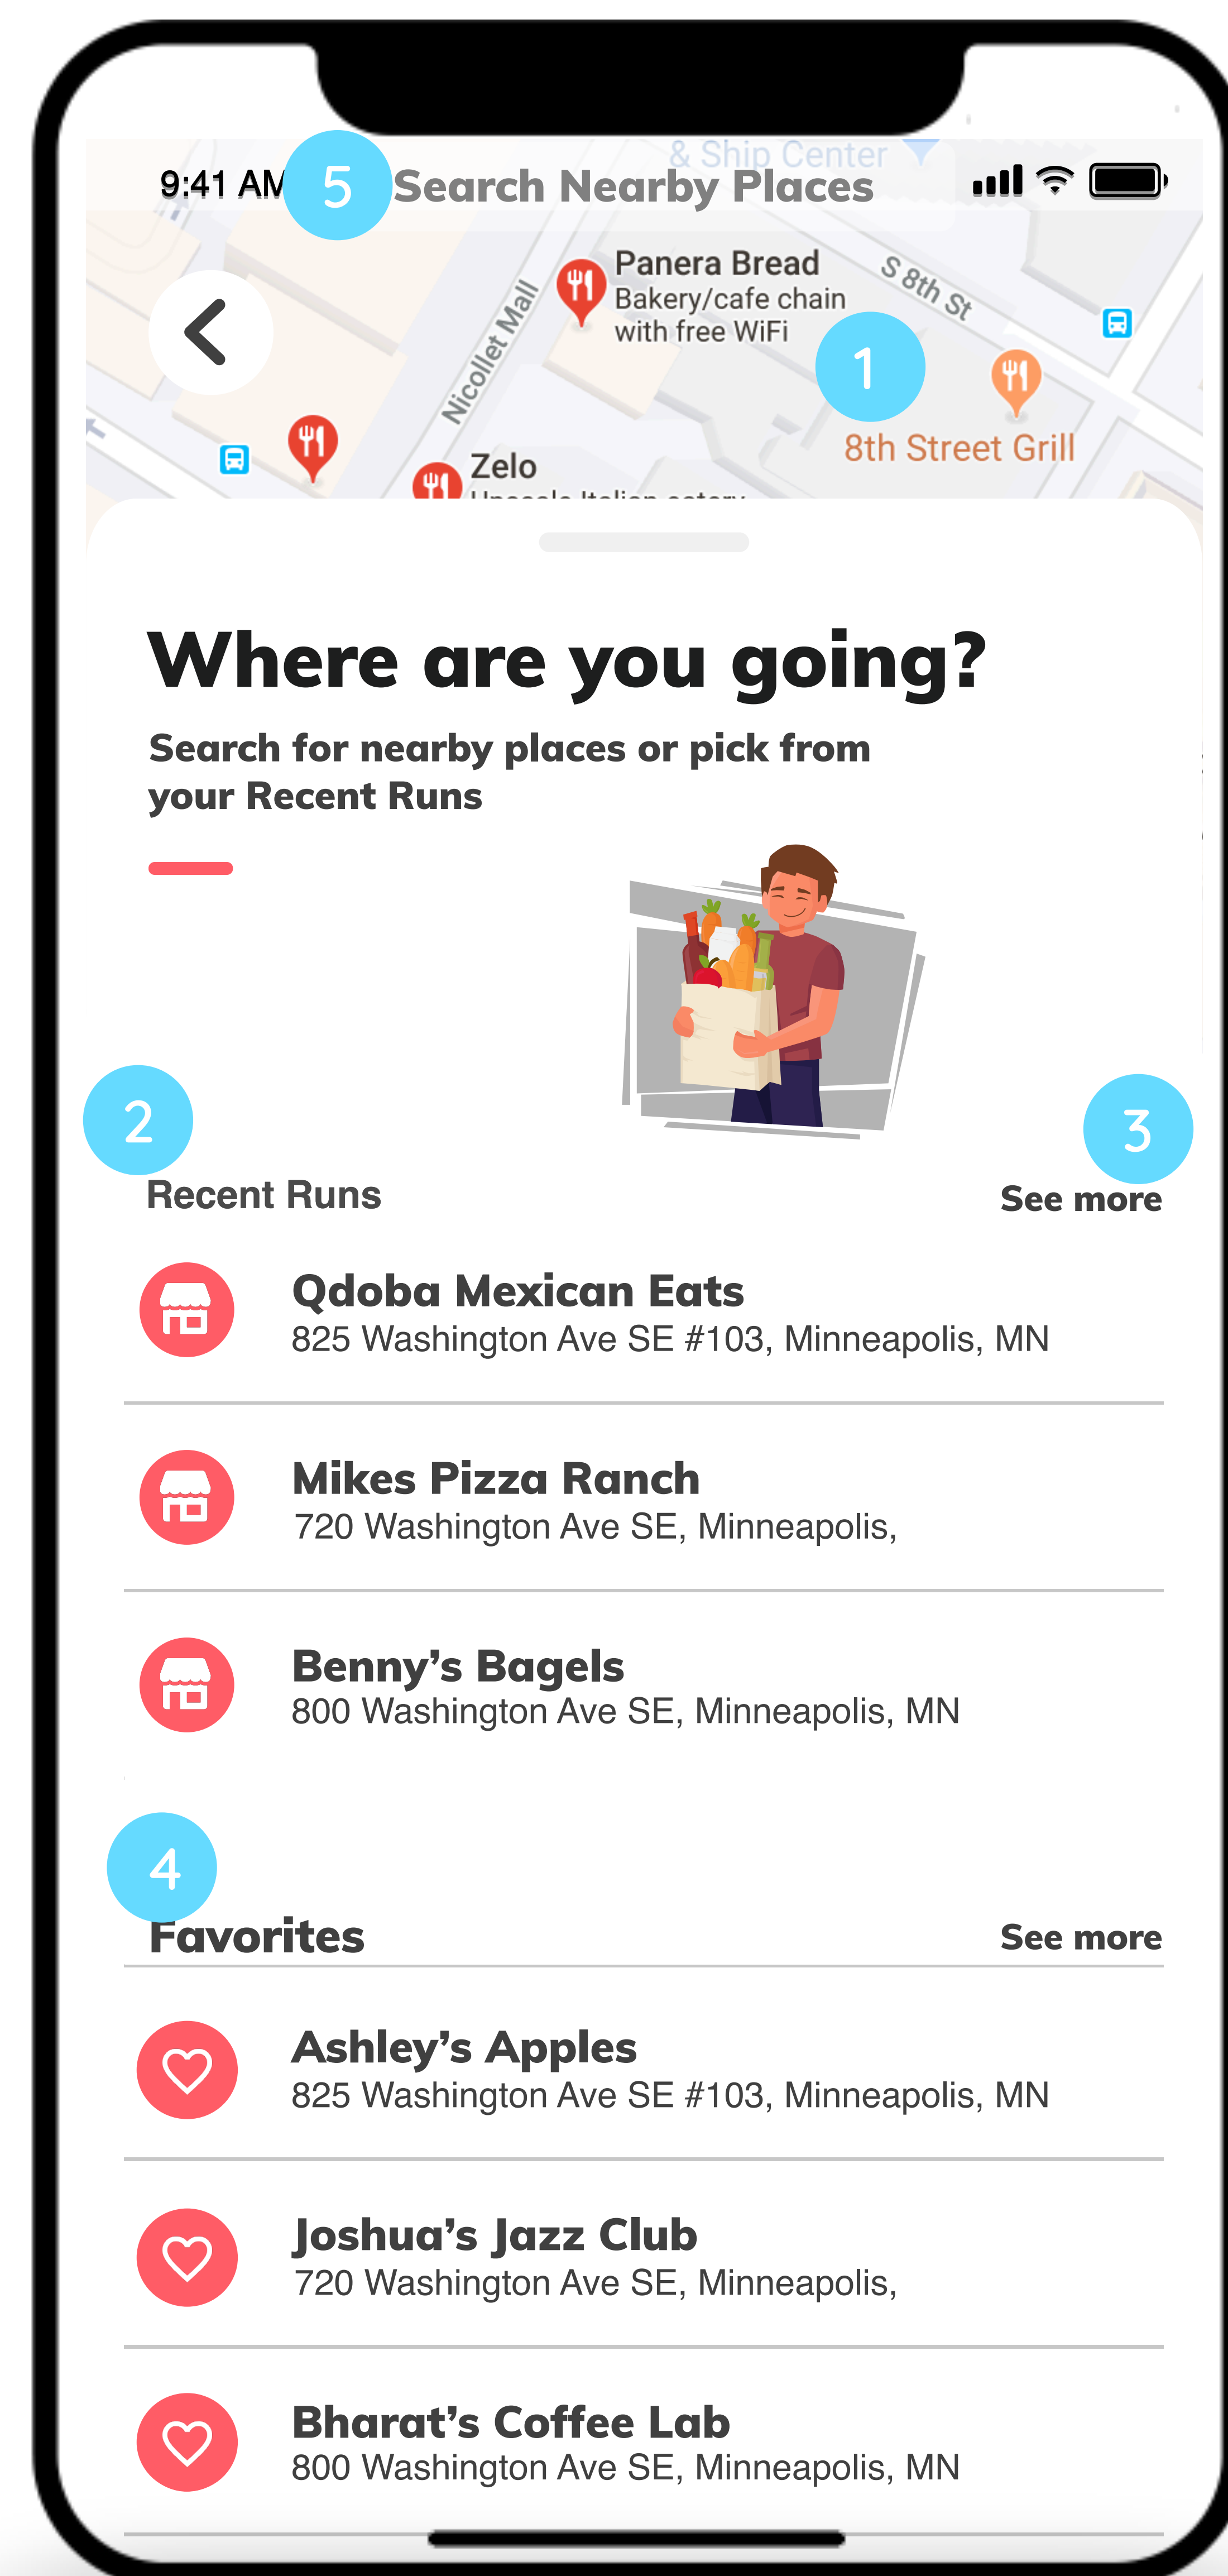 & Ship Center
9:41 AM
5
Search Nearby Places
Panera Bread
Bakery/cafe chain
with free WiFi
S 8th St
Nicollet Mall
1
8th Street Grill
Zelo
Upscale Italian eatery
Where are you going?
Search for nearby places or pick from
your Recent Runs
2
3
Recent Runs
See more
Qdoba Mexican Eats
825 Washington Ave SE #103, Minneapolis, MN
Mikes Pizza Ranch
720 Washington Ave SE, Minneapolis,
Benny’s Bagels
800 Washington Ave SE, Minneapolis, MN
4
Favorites
See more
Ashley’s Apples
825 Washington Ave SE #103, Minneapolis, MN
Joshua’s Jazz Club
720 Washington Ave SE, Minneapolis,
Bharat’s Coffee Lab
800 Washington Ave SE, Minneapolis, MN